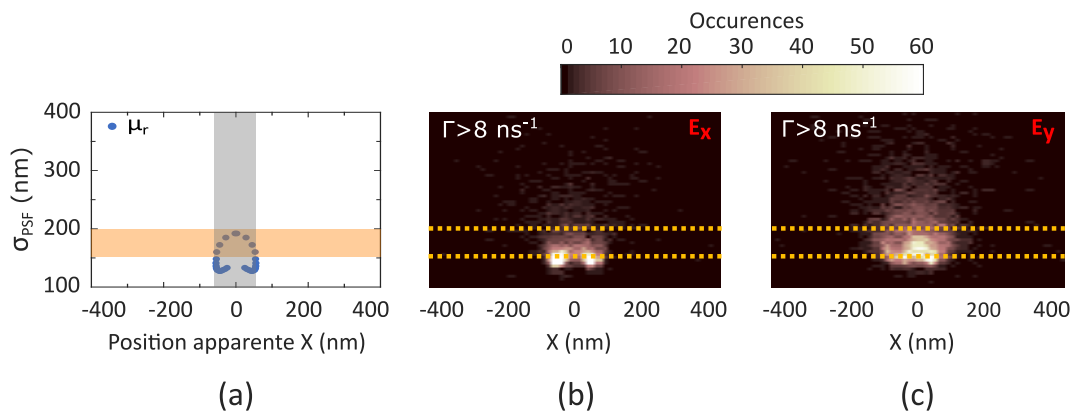 Occurences
0 10 20 30 40 50 60
400
300
200
100
σPSF (nm)
μr
-400 -200 0 200 400
Position apparente X (nm)
(a)
Γ>8 ns⁻¹ Ex
-400 -200 0 200 400
X (nm)
(b)
Γ>8 ns⁻¹ Ey
-400 -200 0 200 400
X (nm)
(c)